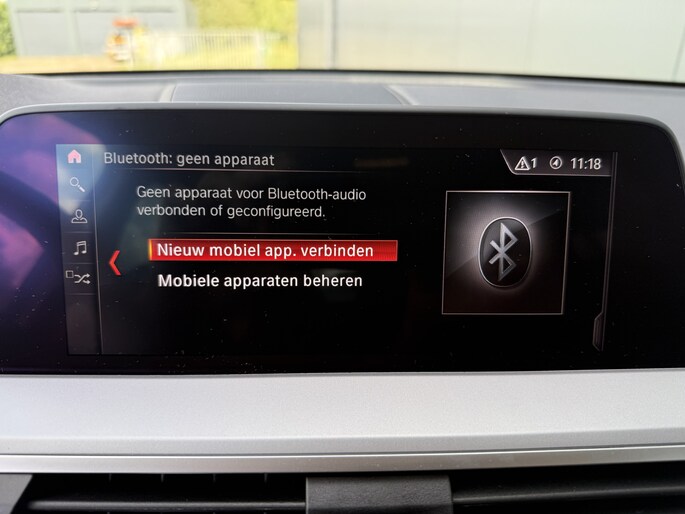 Bluetooth: geen apparaat
1 11:18
Geen apparaat voor Bluetooth-audio
verbonden of geconfigureerd.
Nieuw mobiel app. verbinden
Mobiele apparaten beheren